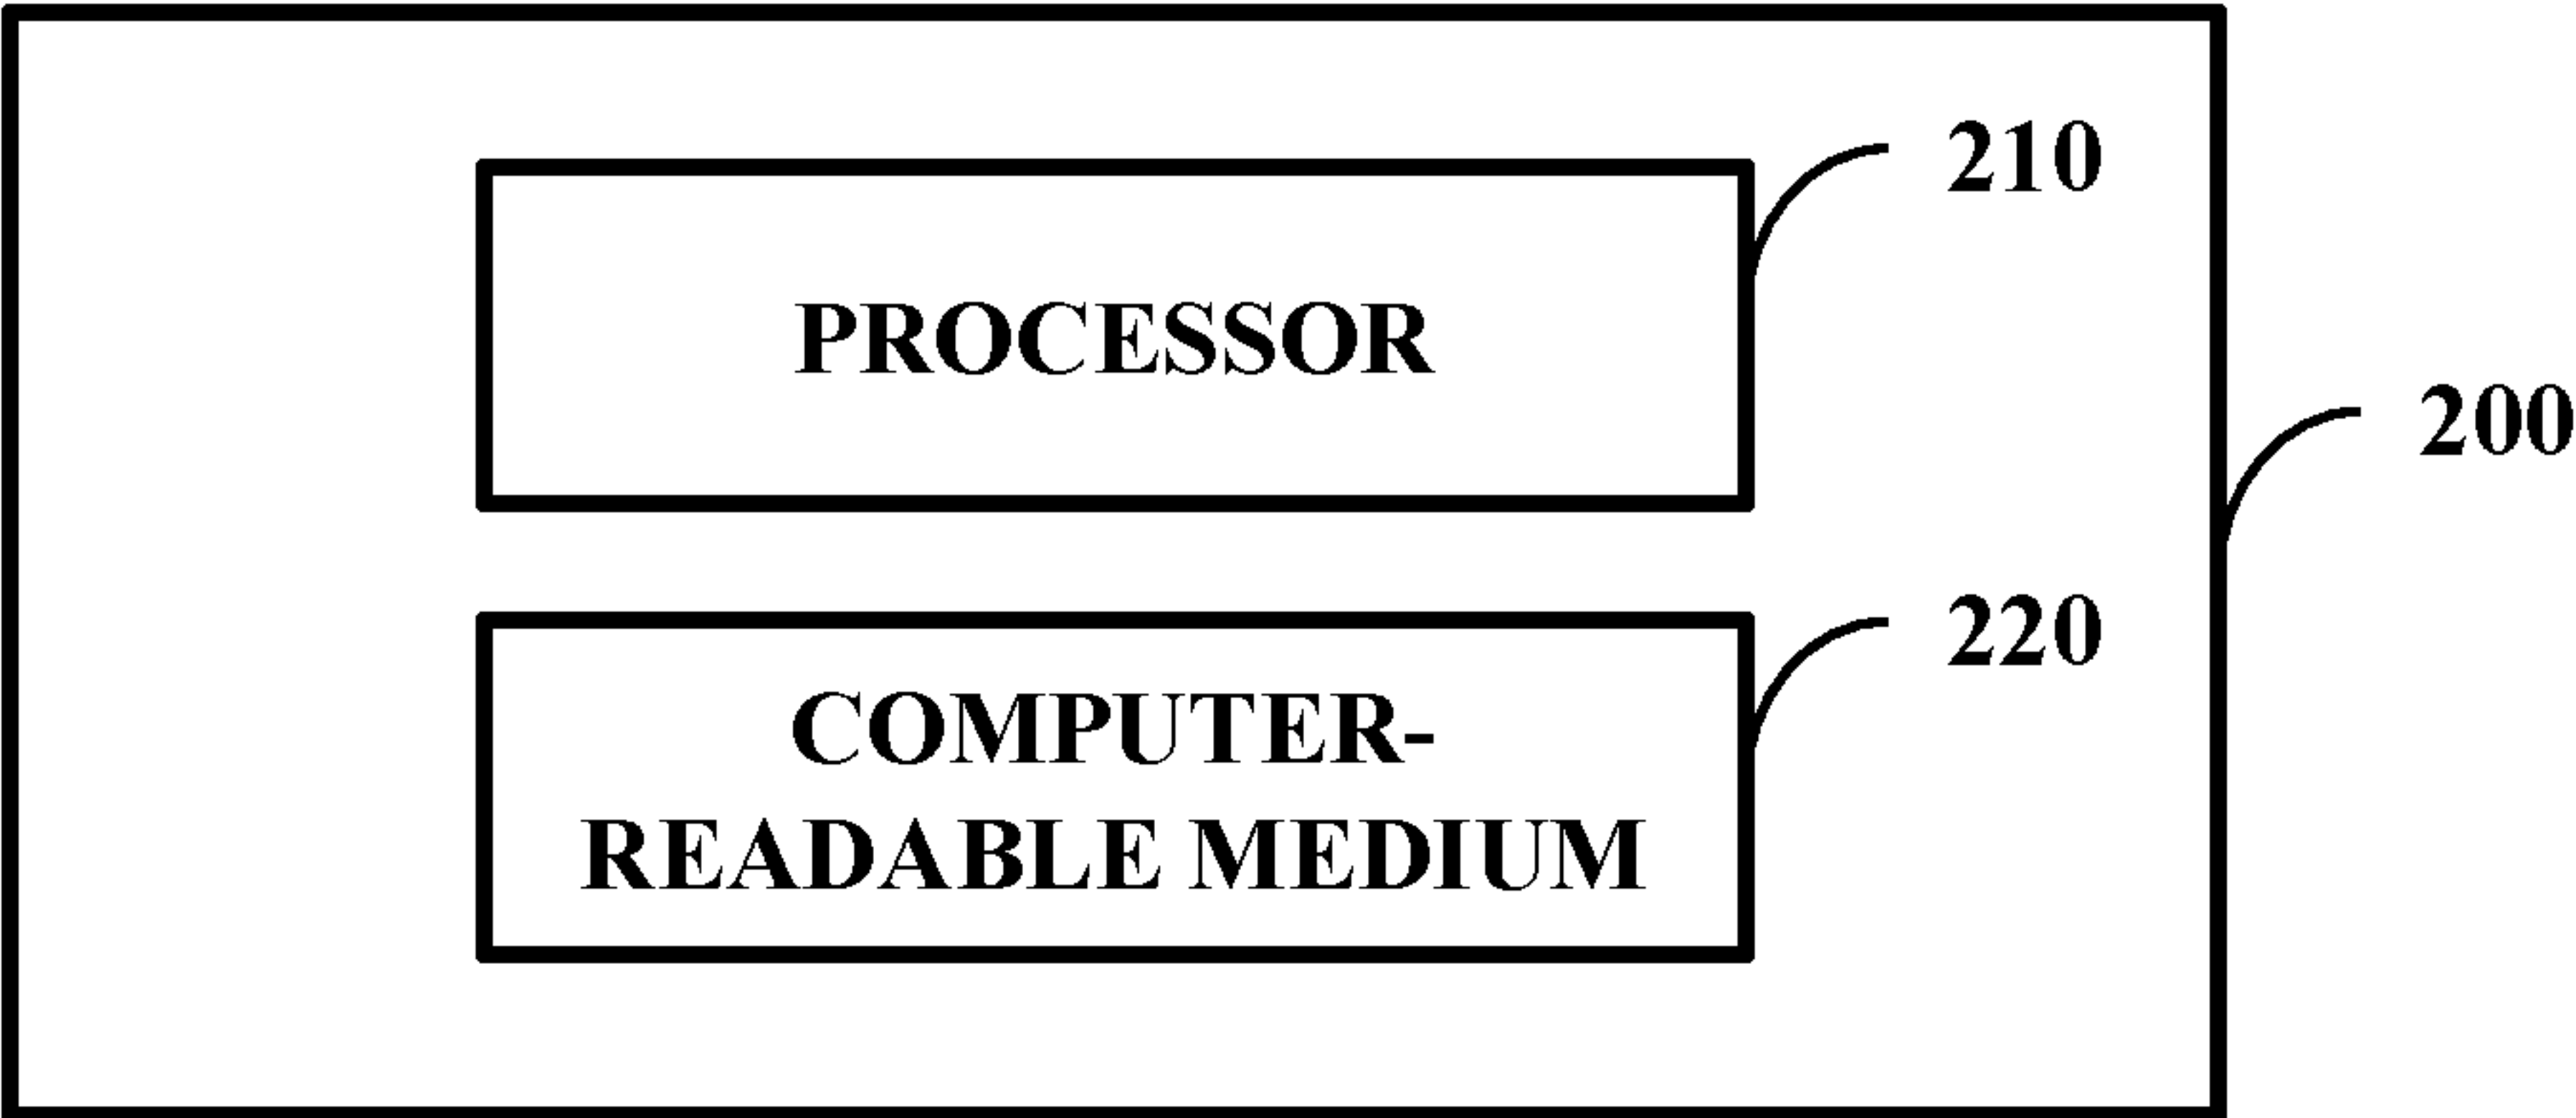 210
PROCESSOR
200
220
COMPUTER-
READABLE MEDIUM